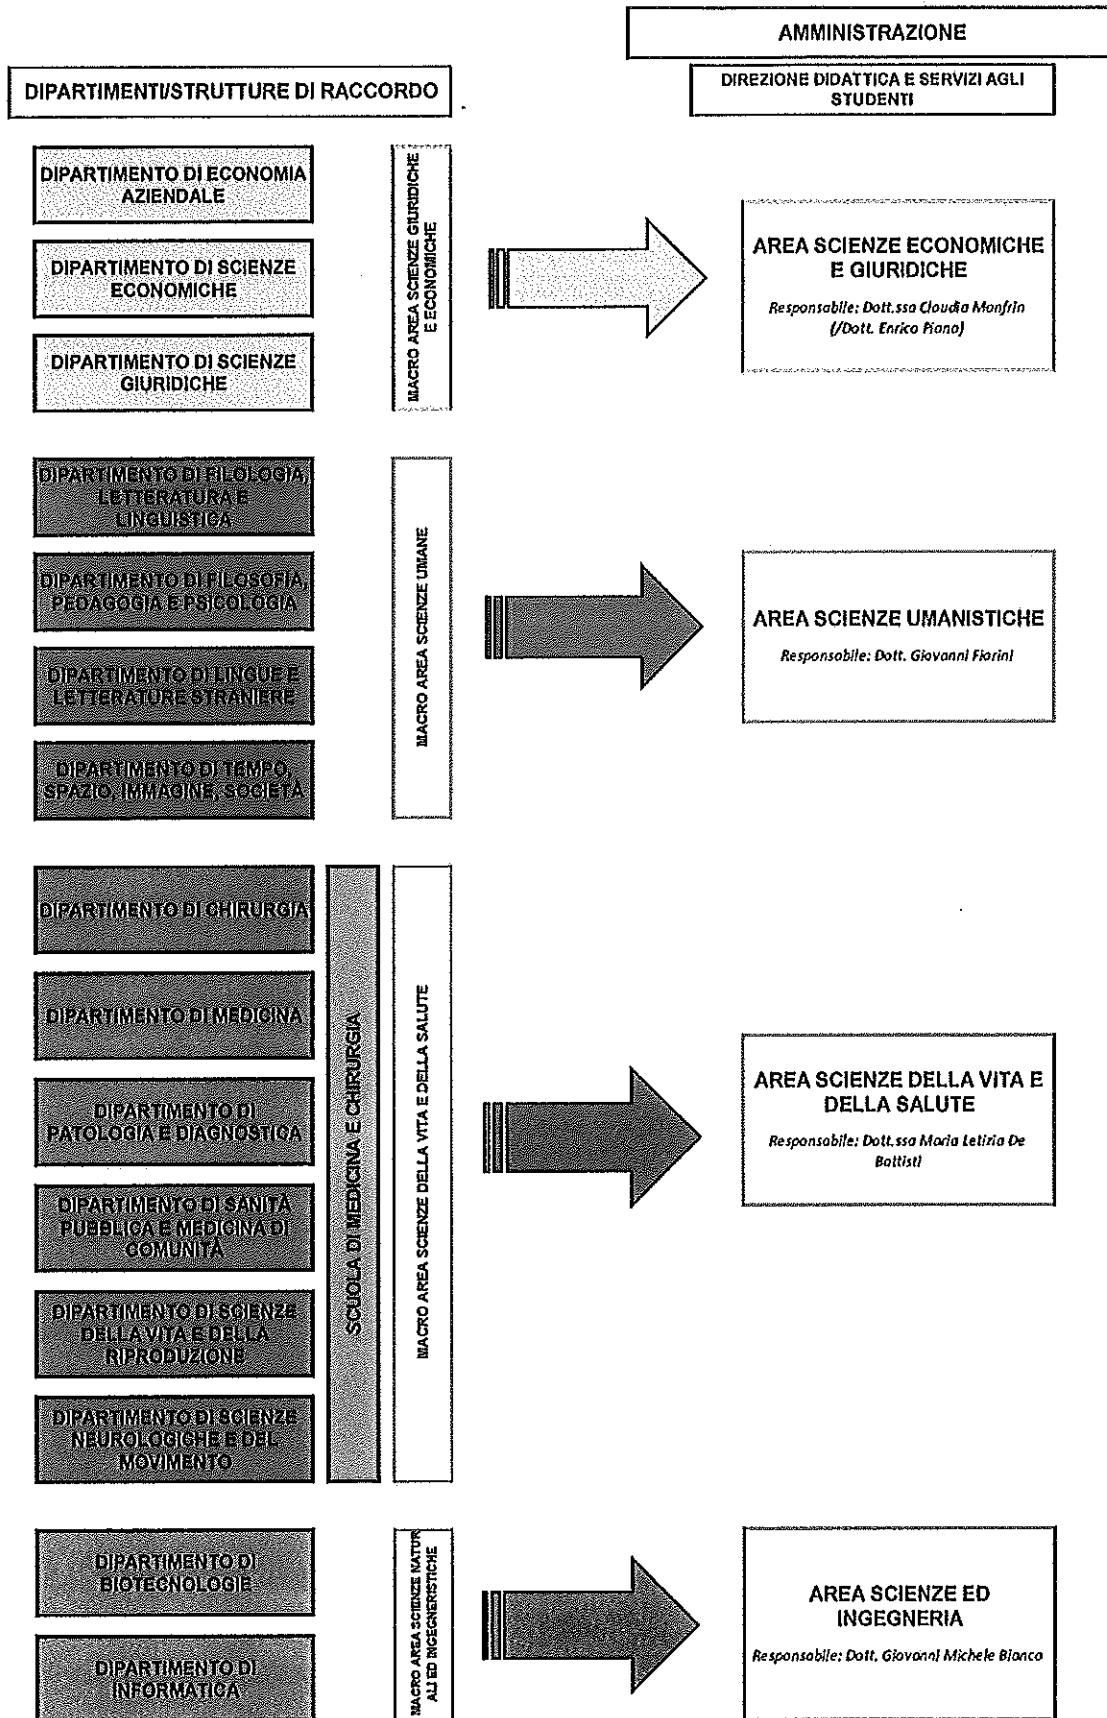 AMMINISTRAZIONE
DIPARTIMENTI/STRUTTURE DI RACCORDO
DIREZIONE DIDATTICA E SERVIZI AGLI
STUDENTI
DIPARTIMENTO DI ECONOMIA
AZIENDALE
DIPARTIMENTO DI SCIENZE
ECONOMICHE
DIPARTIMENTO DI SCIENZE
GIURIDICHE
MACRO AREA SCIENZE GIURIDICHE
E ECONOMICHE
AREA SCIENZE ECONOMICHE
E GIURIDICHE
Responsabile: Dott.ssa Claudia Monfrin
(/Dott. Enrico Piano)
DIPARTIMENTO DI FILOLOGIA,
LETTERATURA E
LINGUISTICA
DIPARTIMENTO DI FILOSOFIA,
PEDAGOGIA E PSICOLOGIA
DIPARTIMENTO DI LINGUE E
LETTERATURE STRANIERE
DIPARTIMENTO DI TEMPO,
SPAZIO, IMMAGINE, SOCIETÀ
MACRO AREA SCIENZE UMANE
AREA SCIENZE UMANISTICHE
Responsabile: Dott. Giovanni Fiorini
DIPARTIMENTO DI CHIRURGIA
DIPARTIMENTO DI MEDICINA
DIPARTIMENTO DI
PATOLOGIA E DIAGNOSTICA
DIPARTIMENTO DI SANITÀ
PUBBLICA E MEDICINA DI
COMUNITÀ
DIPARTIMENTO DI SCIENZE
DELLA VITA E DELLA
RIPRODUZIONE
DIPARTIMENTO DI SCIENZE
NEUROLOGICHE E DEL
MOVIMENTO
SCUOLA DI MEDICINA E CHIRURGIA
MACRO AREA SCIENZE DELLA VITA E DELLA SALUTE
AREA SCIENZE DELLA VITA E
DELLA SALUTE
Responsabile: Dott.ssa Maria Letizia De
Battisti
DIPARTIMENTO DI
BIOTECNOLOGIE
DIPARTIMENTO DI
INFORMATICA
MACRO AREA SCIENZE NATUR
ALI ED INGEGNERISTICHE
AREA SCIENZE ED
INGEGNERIA
Responsabile: Dott. Giovanni Michele Bianco